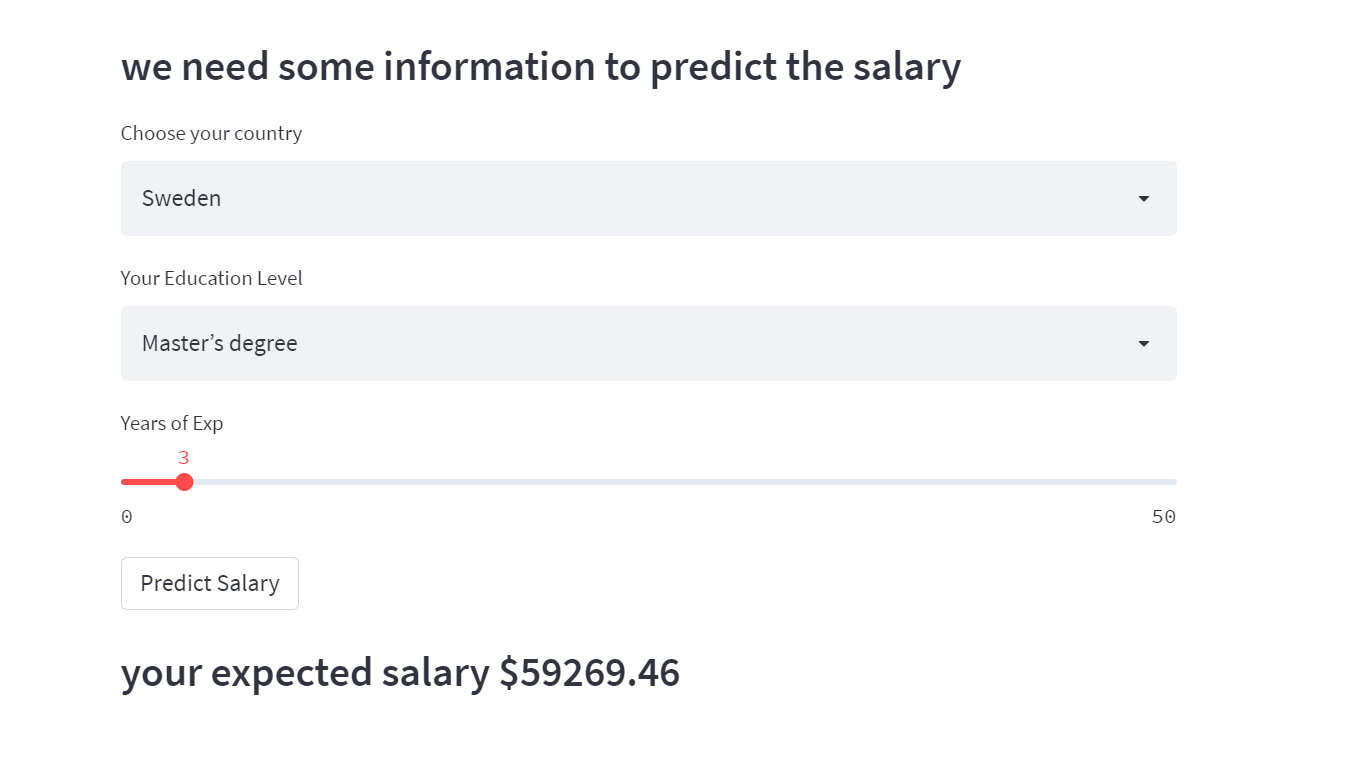 we need some information to predict the salary
Choose your country
Sweden
Your Education Level
Master’s degree
Years of Exp
3
0
50
Predict Salary
your expected salary $59269.46